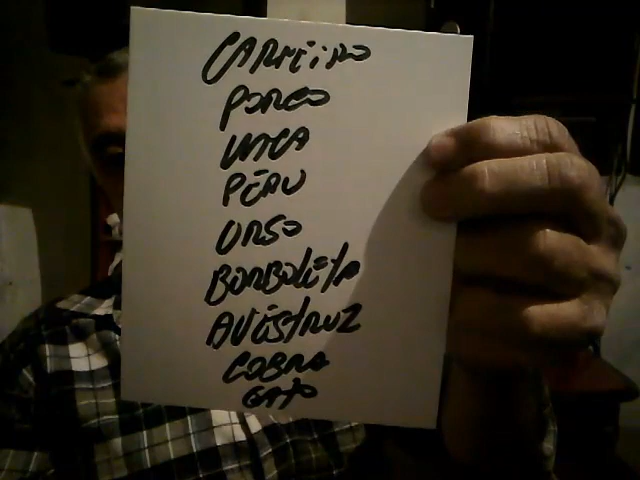 CARNEIRO
PORCO
VACA
PERU
URSO
BORBOLETA
AVESTRUZ
COBRA
GATO